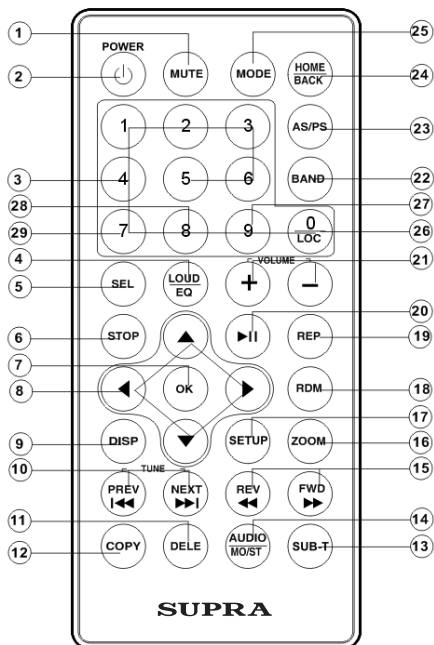 1
25
POWER
2
MUTE
MODE
HOME
BACK
24
1
2
3
AS/PS
23
3
4
5
6
BAND
22
28
27
29
7
8
9
0
LOC
26
4
VOLUME
21
5
SEL
LOUD
EQ
+
−
20
6
STOP
▲
▶II
REP
19
7
8
◀
OK
▶
RDM
18
17
9
DISP
▼
SETUP
ZOOM
16
10
TUNE
15
PREV
NEXT
REV
FWD
I◀◀
▶▶I
◀◀
▶▶
11
14
12
COPY
DELE
AUDIO
MO/ST
SUB-T
13
SUPRA